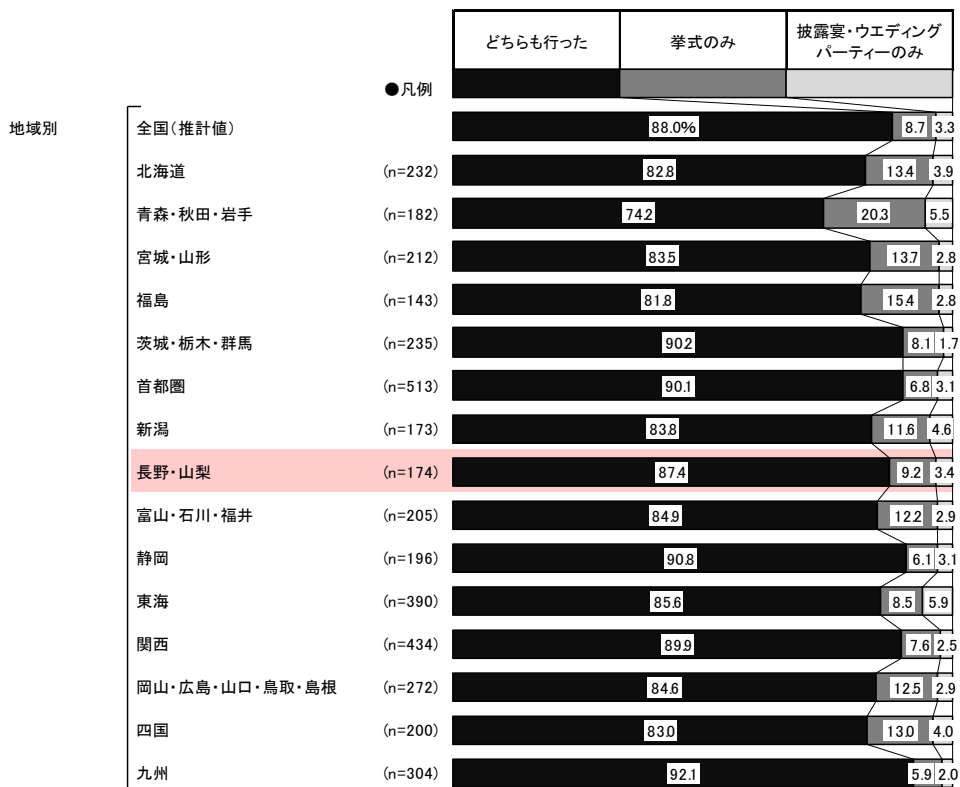 どちらも行った 挙式のみ 披露宴・ウエディング
パーティーのみ
●凡例
地域別 全国(推計値) 88.0% 8.7 3.3
北海道 (n=232) 82.8 13.4 3.9
青森・秋田・岩手 (n=182) 74.2 20.3 5.5
宮城・山形 (n=212) 83.5 13.7 2.8
福島 (n=143) 81.8 15.4 2.8
茨城・栃木・群馬 (n=235) 90.2 8.1 1.7
首都圏 (n=513) 90.1 6.8 3.1
新潟 (n=173) 83.8 11.6 4.6
長野・山梨 (n=174) 87.4 9.2 3.4
富山・石川・福井 (n=205) 84.9 12.2 2.9
静岡 (n=196) 90.8 6.1 3.1
東海 (n=390) 85.6 8.5 5.9
関西 (n=434) 89.9 7.6 2.5
岡山・広島・山口・鳥取・島根 (n=272) 84.6 12.5 2.9
四国 (n=200) 83.0 13.0 4.0
九州 (n=304) 92.1 5.9 2.0